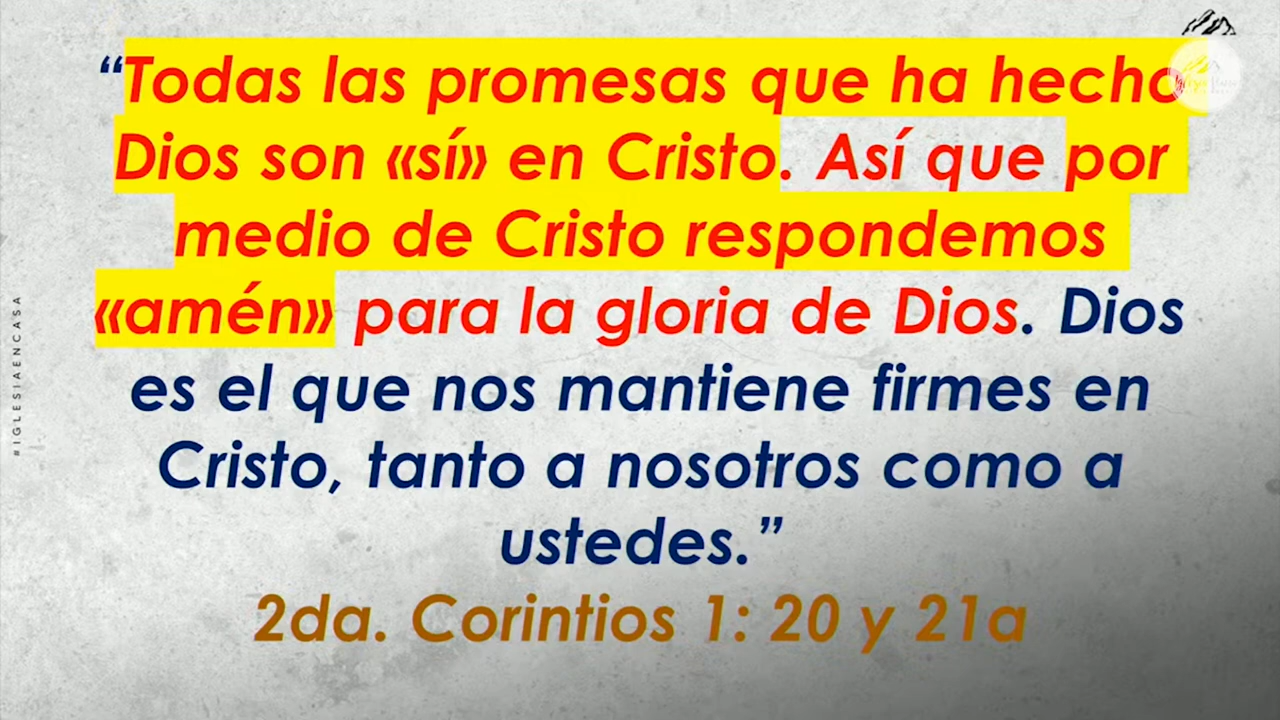 “Todas las promesas que ha hecho
Dios son «sí» en Cristo. Así que por
medio de Cristo respondemos
«amén» para la gloria de Dios. Dios
es el que nos mantiene firmes en
Cristo, tanto a nosotros como a
ustedes.”
2da. Corintios 1: 20 y 21a
#IGLESIAENCASA